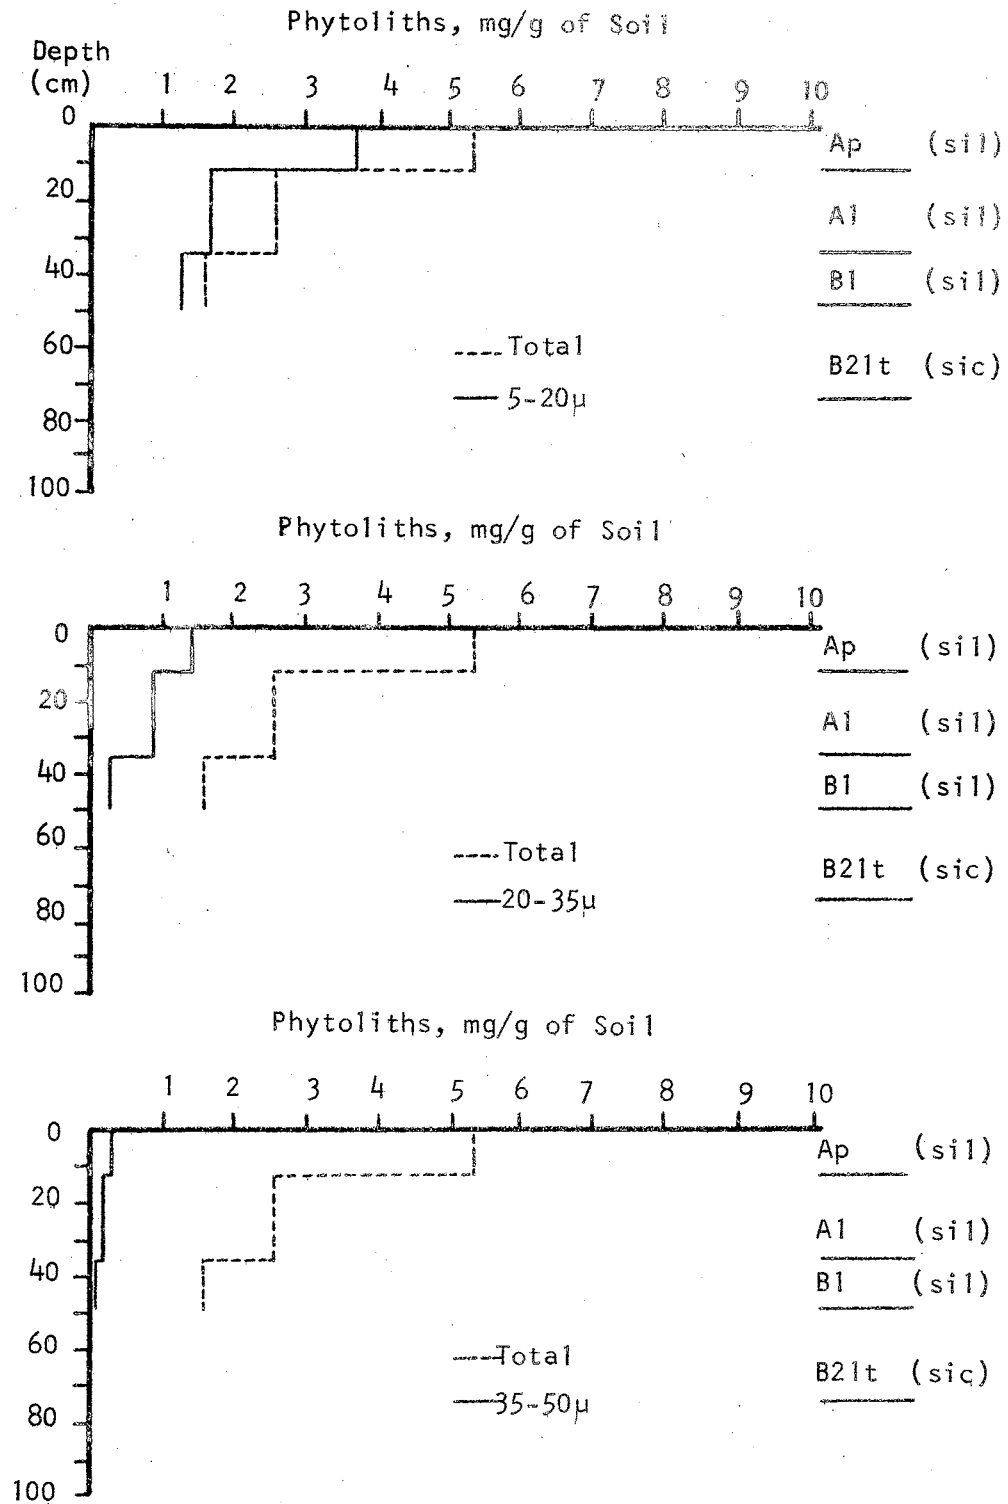 Phytoliths, mg/g of Soil
Depth
(cm)
1 2 3 4 5 6 7 8 9 10
0
Ap (sil)
20
A1 (sil)
40
B1 (sil)
60
Total
B21t (sic)
5-20μ
80
100
Phytoliths, mg/g of Soil
1 2 3 4 5 6 7 8 9 10
0
Ap (sil)
20
A1 (sil)
40
B1 (sil)
60
Total
B21t (sic)
20-35μ
80
100
Phytoliths, mg/g of Soil
1 2 3 4 5 6 7 8 9 10
0
Ap (sil)
20
A1 (sil)
40
B1 (sil)
60
Total
B21t (sic)
35-50μ
80
100